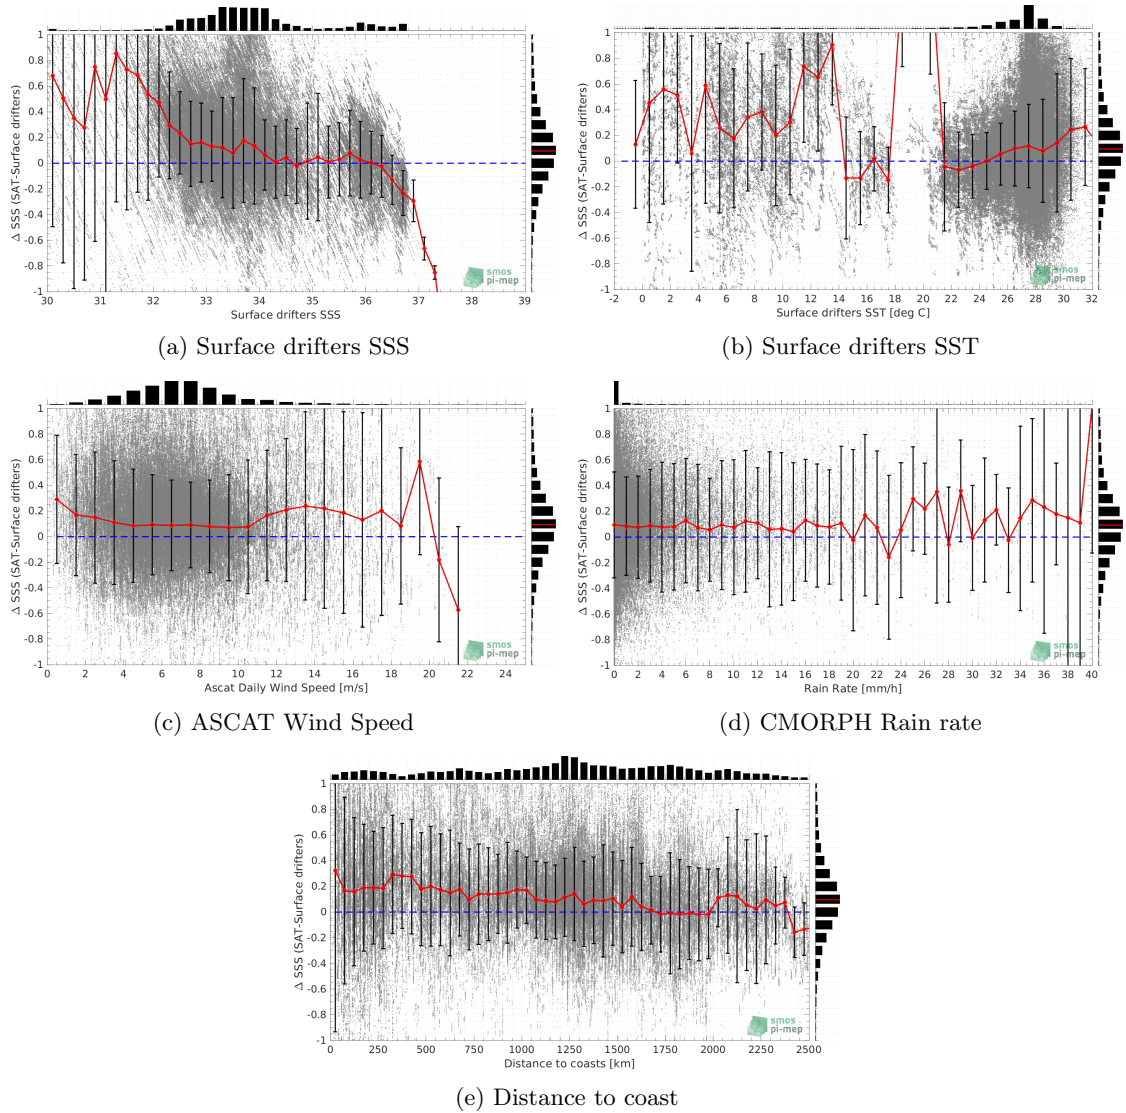 1
0.8
0.6
0.4
0.2
0
-0.2
-0.4
-0.6
-0.8
-1
Δ SSS (SAT-Surface drifters)
30 31 32 33 34 35 36 37 38 39
Surface drifters SSS
smos
pi-mep
(a) Surface drifters SSS
1
0.8
0.6
0.4
0.2
0
-0.2
-0.4
-0.6
-0.8
-1
Δ SSS (SAT-Surface drifters)
-2 0 2 4 6 8 10 12 14 16 18 20 22 24 26 28 30 32
Surface drifters SST [deg C]
smos
pi-mep
(b) Surface drifters SST
1
0.8
0.6
0.4
0.2
0
-0.2
-0.4
-0.6
-0.8
-1
Δ SSS (SAT-Surface drifters)
0 2 4 6 8 10 12 14 16 18 20 22 24
Ascat Daily Wind Speed [m/s]
smos
pi-mep
(c) ASCAT Wind Speed
1
0.8
0.6
0.4
0.2
0
-0.2
-0.4
-0.6
-0.8
-1
Δ SSS (SAT-Surface drifters)
0 2 4 6 8 10 12 14 16 18 20 22 24 26 28 30 32 34 36 38 40
Rain Rate [mm/h]
smos
pi-mep
(d) CMORPH Rain rate
1
0.8
0.6
0.4
0.2
0
-0.2
-0.4
-0.6
-0.8
-1
Δ SSS (SAT-Surface drifters)
0 250 500 750 1000 1250 1500 1750 2000 2250 2500
Distance to coasts [km]
smos
pi-mep
(e) Distance to coast